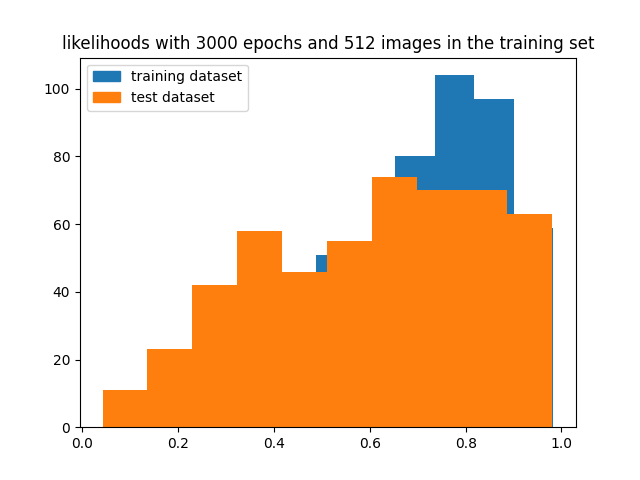 likelihoods with 3000 epochs and 512 images in the training set
training dataset
test dataset
100
80
60
40
20
0
0.0 0.2 0.4 0.6 0.8 1.0